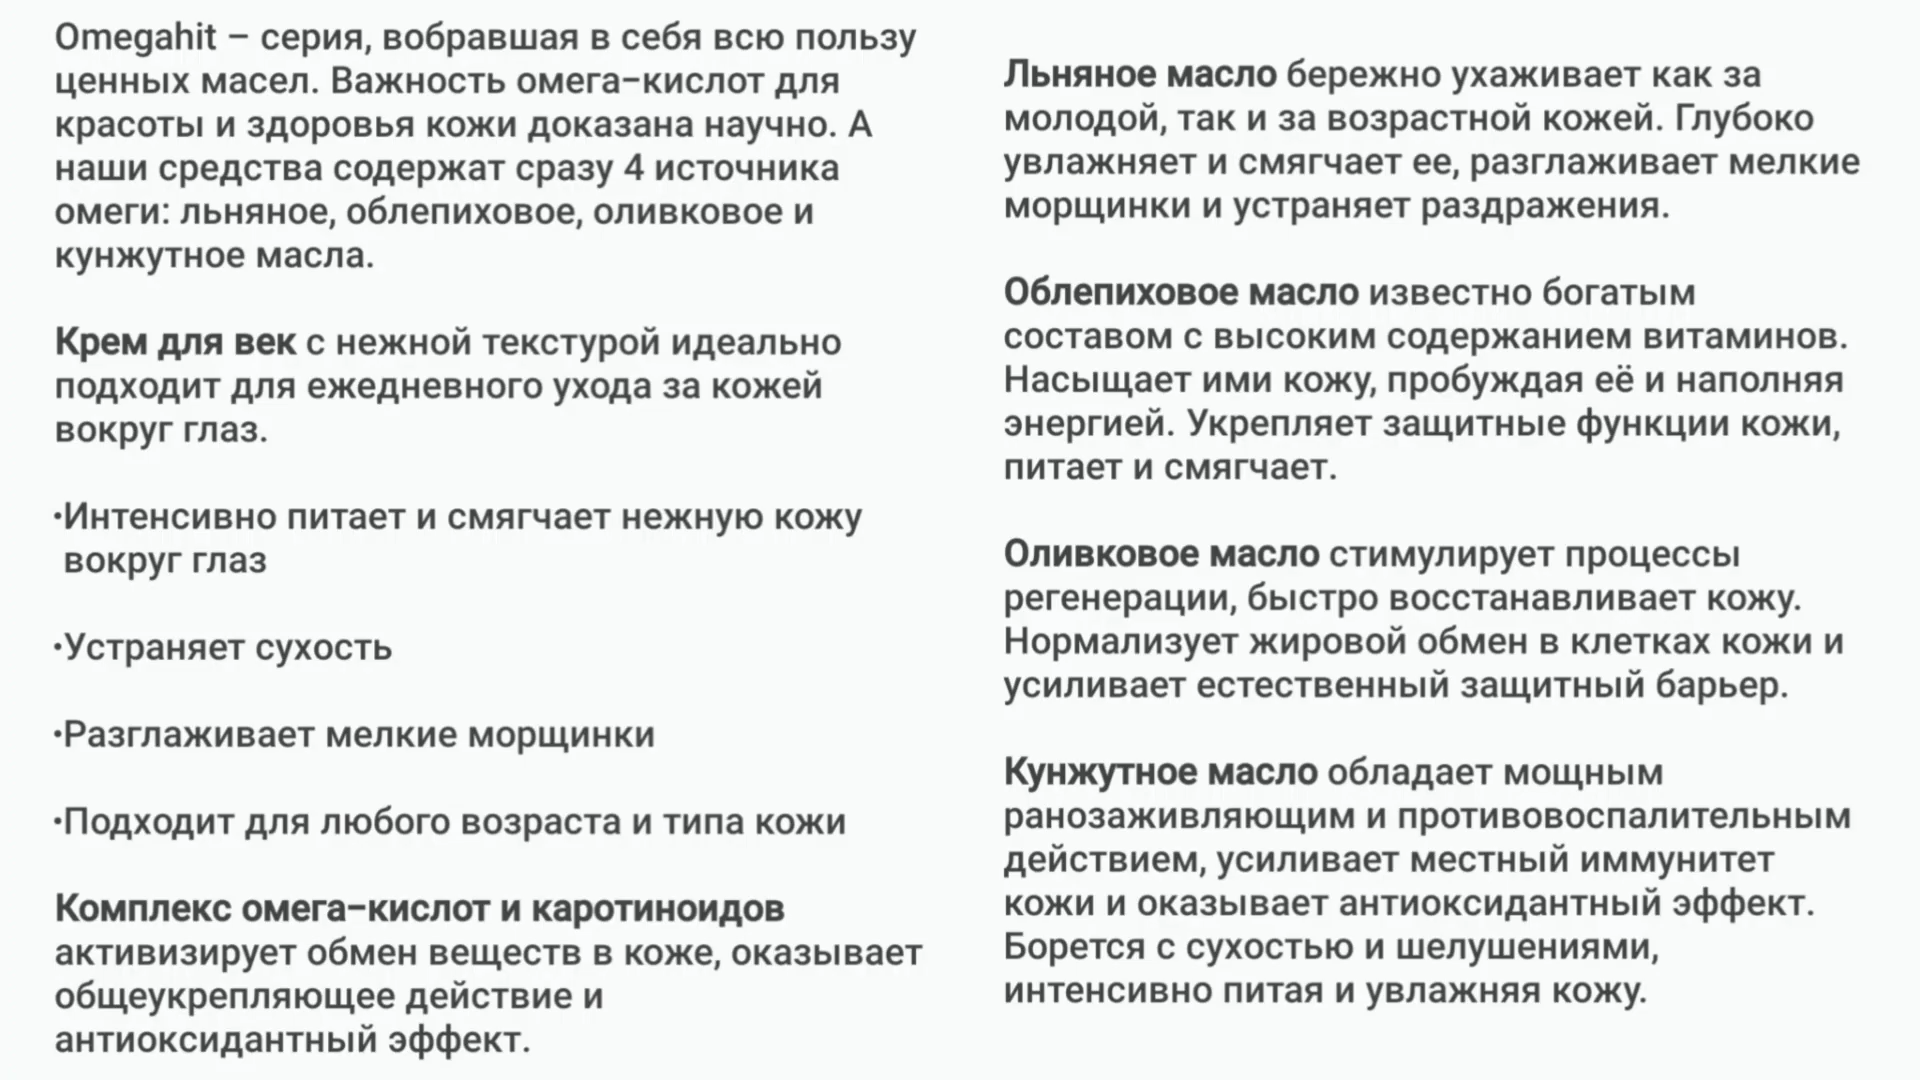 Omegahit – серия, вобравшая в себя всю пользу
ценных масел. Важность омега-кислот для
красоты и здоровья кожи доказана научно. А
наши средства содержат сразу 4 источника
омеги: льняное, облепиховое, оливковое и
кунжутное масла.
Крем для век с нежной текстурой идеально
подходит для ежедневного ухода за кожей
вокруг глаз.
•Интенсивно питает и смягчает нежную кожу
вокруг глаз
•Устраняет сухость
•Разглаживает мелкие морщинки
•Подходит для любого возраста и типа кожи
Комплекс омега-кислот и каротиноидов
активизирует обмен веществ в коже, оказывает
общеукрепляющее действие и
антиоксидантный эффект.
Льняное масло бережно ухаживает как за
молодой, так и за возрастной кожей. Глубоко
увлажняет и смягчает ее, разглаживает мелкие
морщинки и устраняет раздражения.
Облепиховое масло известно богатым
составом с высоким содержанием витаминов.
Насыщает ими кожу, пробуждая её и наполняя
энергией. Укрепляет защитные функции кожи,
питает и смягчает.
Оливковое масло стимулирует процессы
регенерации, быстро восстанавливает кожу.
Нормализует жировой обмен в клетках кожи и
усиливает естественный защитный барьер.
Кунжутное масло обладает мощным
ранозаживляющим и противовоспалительным
действием, усиливает местный иммунитет
кожи и оказывает антиоксидантный эффект.
Борется с сухостью и шелушениями,
интенсивно питая и увлажняя кожу.